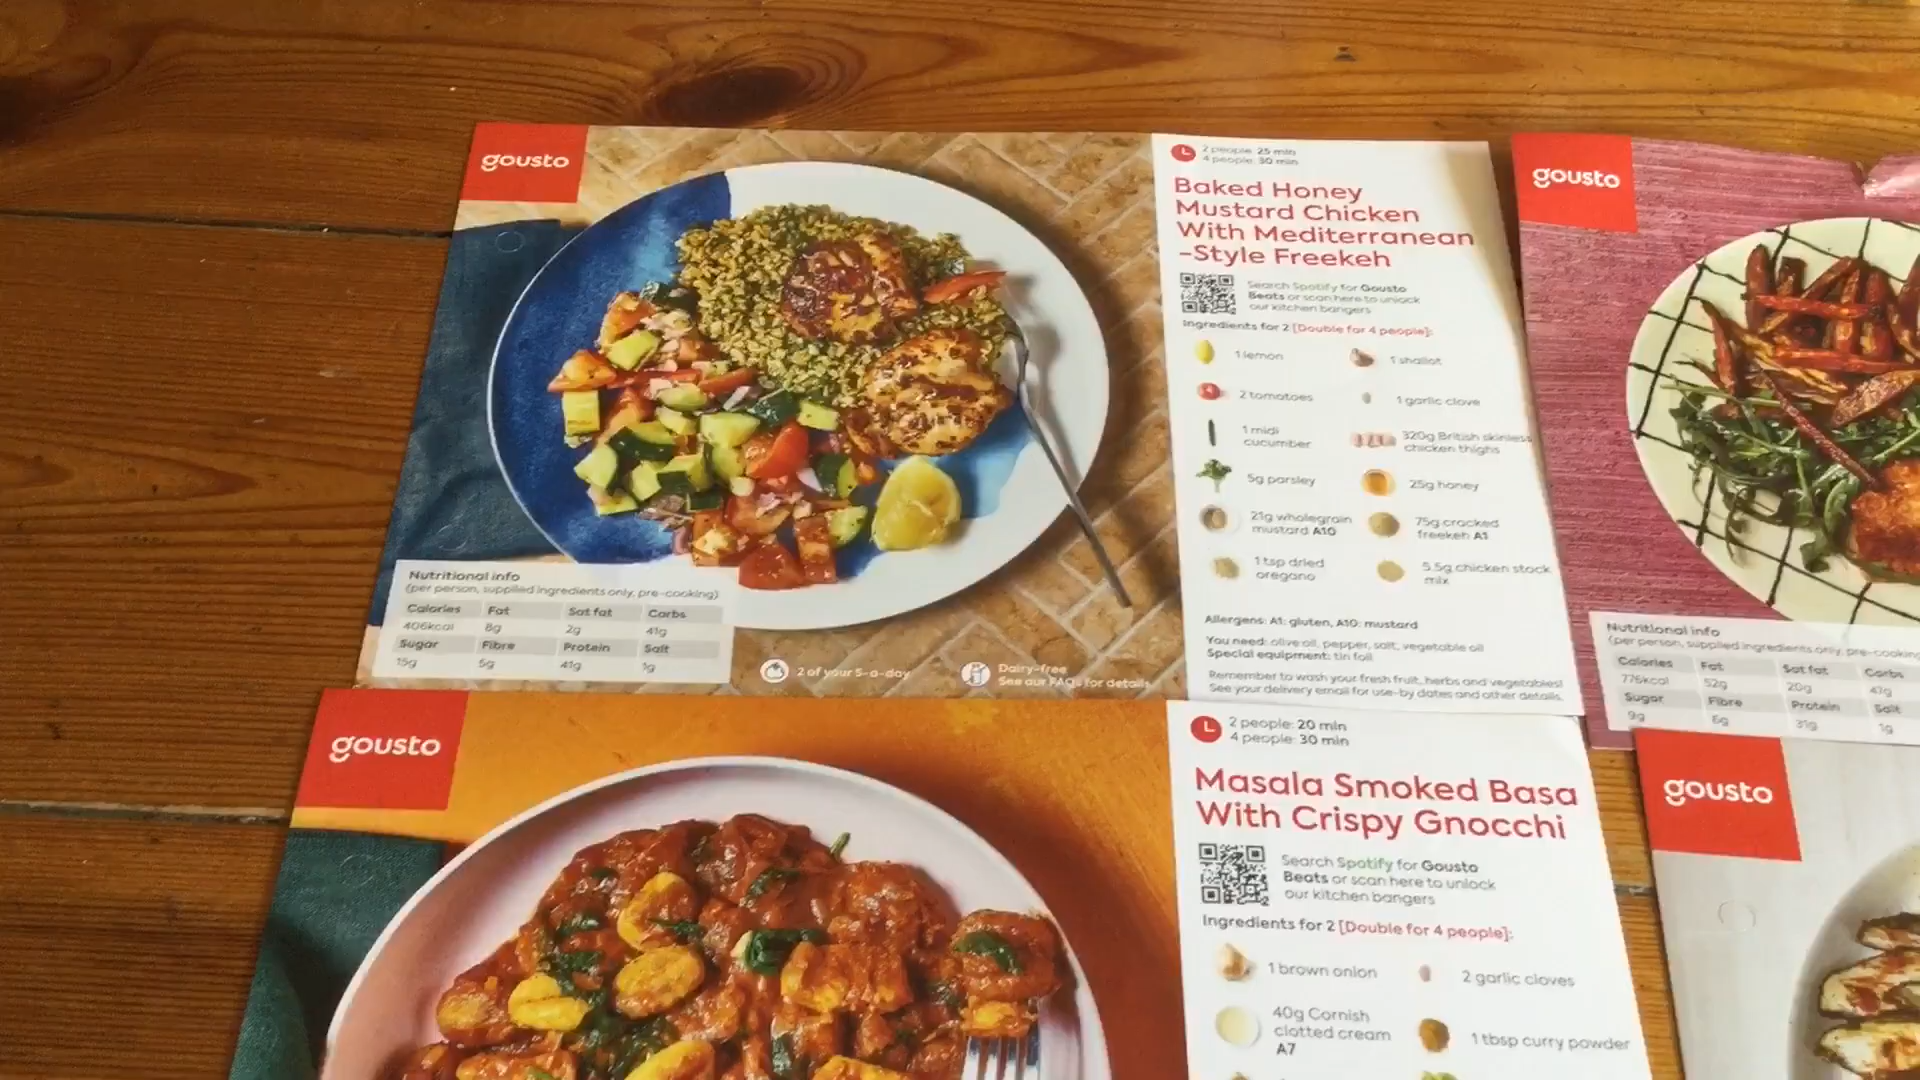 gousto
2 people: 25 min
4 people: 30 min
Baked Honey
Mustard Chicken
With Mediterranean
-Style Freekeh
Search Spotify for Gousto
Beats or scan here to unlock
our kitchen bangers
Ingredients for 2 [Double for 4 people]:
1 lemon
1 shallot
2 tomatoes
1 garlic clove
1 midi
cucumber
320g British skinless
chicken thighs
5g parsley
25g honey
21g wholegrain
mustard A10
75g cracked
freekeh A1
1 tsp dried
oregano
5.5g chicken stock
mix
Allergens: A1: gluten, A10: mustard
You need: olive oil, pepper, salt, vegetable oil
Special equipment: tin foil
Remember to wash your fresh fruit, herbs and vegetables!
See your delivery email for use-by dates and other details.
Nutritional info
(per person, supplied ingredients only, pre-cooking)
Calories Fat Sat fat Carbs
406kcal 8g 2g 41g
Sugar Fibre Protein Salt
15g 5g 41g 1g
2 of your 5-a-day
Dairy-free
See our FAQs for details
gousto
Nutritional info
(per person, supplied ingredients only, pre-cooking
Calories Fat Sat fat Carbs
776kcal 52g 20g 47g
Sugar Fibre Protein Salt
9g 6g 31g 1g
gousto
2 people: 20 min
4 people: 30 min
Masala Smoked Basa
With Crispy Gnocchi
Search Spotify for Gousto
Beats or scan here to unlock
our kitchen bangers
Ingredients for 2 [Double for 4 people]:
1 brown onion
2 garlic cloves
40g Cornish
clotted cream
A7
1 tbsp curry powder
gousto